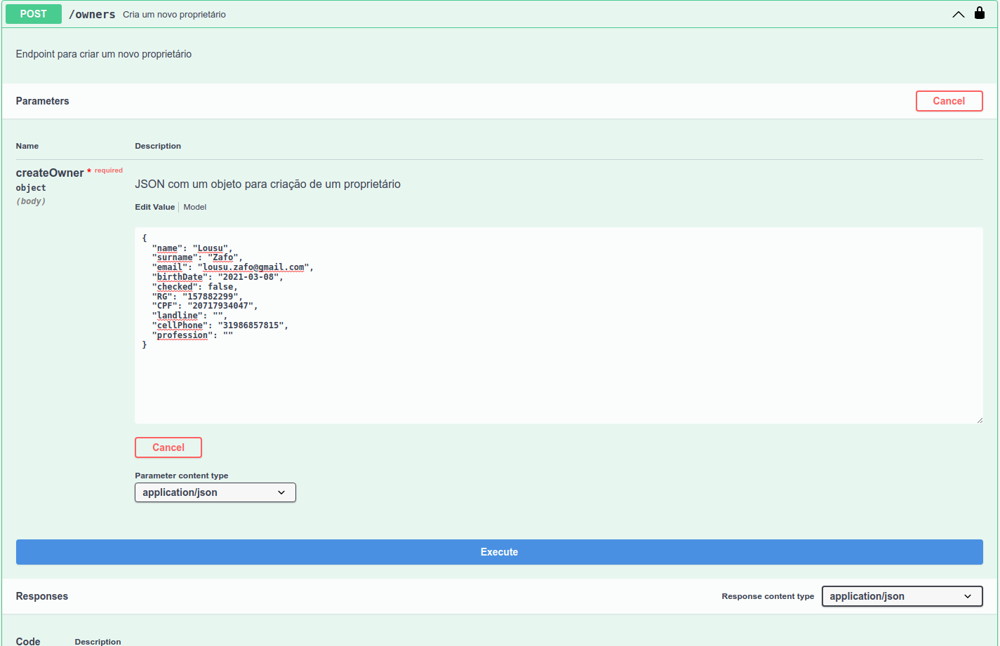 POST /owners Cria um novo proprietário
Endpoint para criar um novo proprietário
Parameters Cancel
Name Description
createOwner * required
object
(body)
JSON com um objeto para criação de um proprietário
Edit Value Model
{
"name": "Lousu",
"surname": "Zafo",
"email": "lousu.zafo@gmail.com",
"birthDate": "2021-03-08",
"checked": false,
"RG": "157882299",
"CPF": "20717934047",
"landline": "",
"cellPhone": "31986857815",
"profession": ""
}
Cancel
Parameter content type
application/json
Execute
Responses Response content type application/json
Code Description